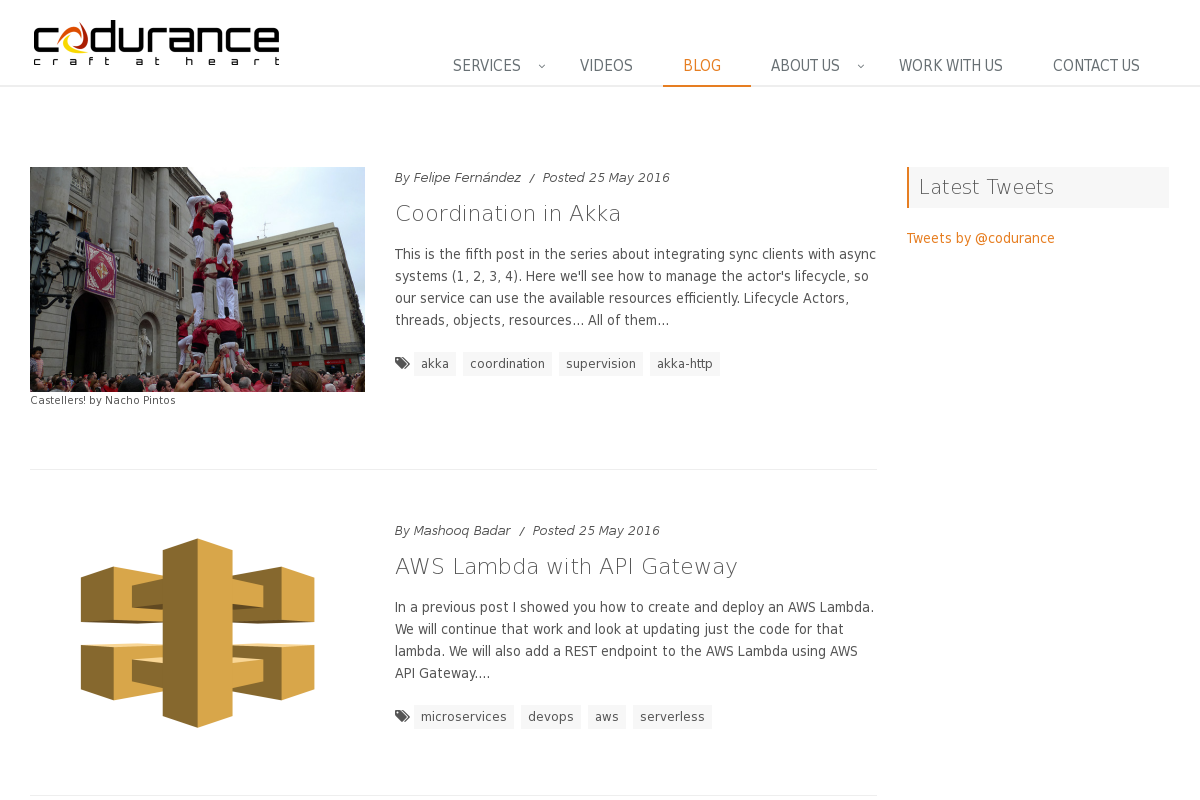 codurance
craft at heart
SERVICES VIDEOS BLOG ABOUT US WORK WITH US CONTACT US
By Felipe Fernández / Posted 25 May 2016
Coordination in Akka
This is the fifth post in the series about integrating sync clients with async
systems (1, 2, 3, 4). Here we'll see how to manage the actor's lifecycle, so
our service can use the available resources efficiently. Lifecycle Actors,
threads, objects, resources... All of them...
akka coordination supervision akka-http
Castellers! by Nacho Pintos
Latest Tweets
Tweets by @codurance
By Mashooq Badar / Posted 25 May 2016
AWS Lambda with API Gateway
In a previous post I showed you how to create and deploy an AWS Lambda.
We will continue that work and look at updating just the code for that
lambda. We will also add a REST endpoint to the AWS Lambda using AWS
API Gateway....
microservices devops aws serverless